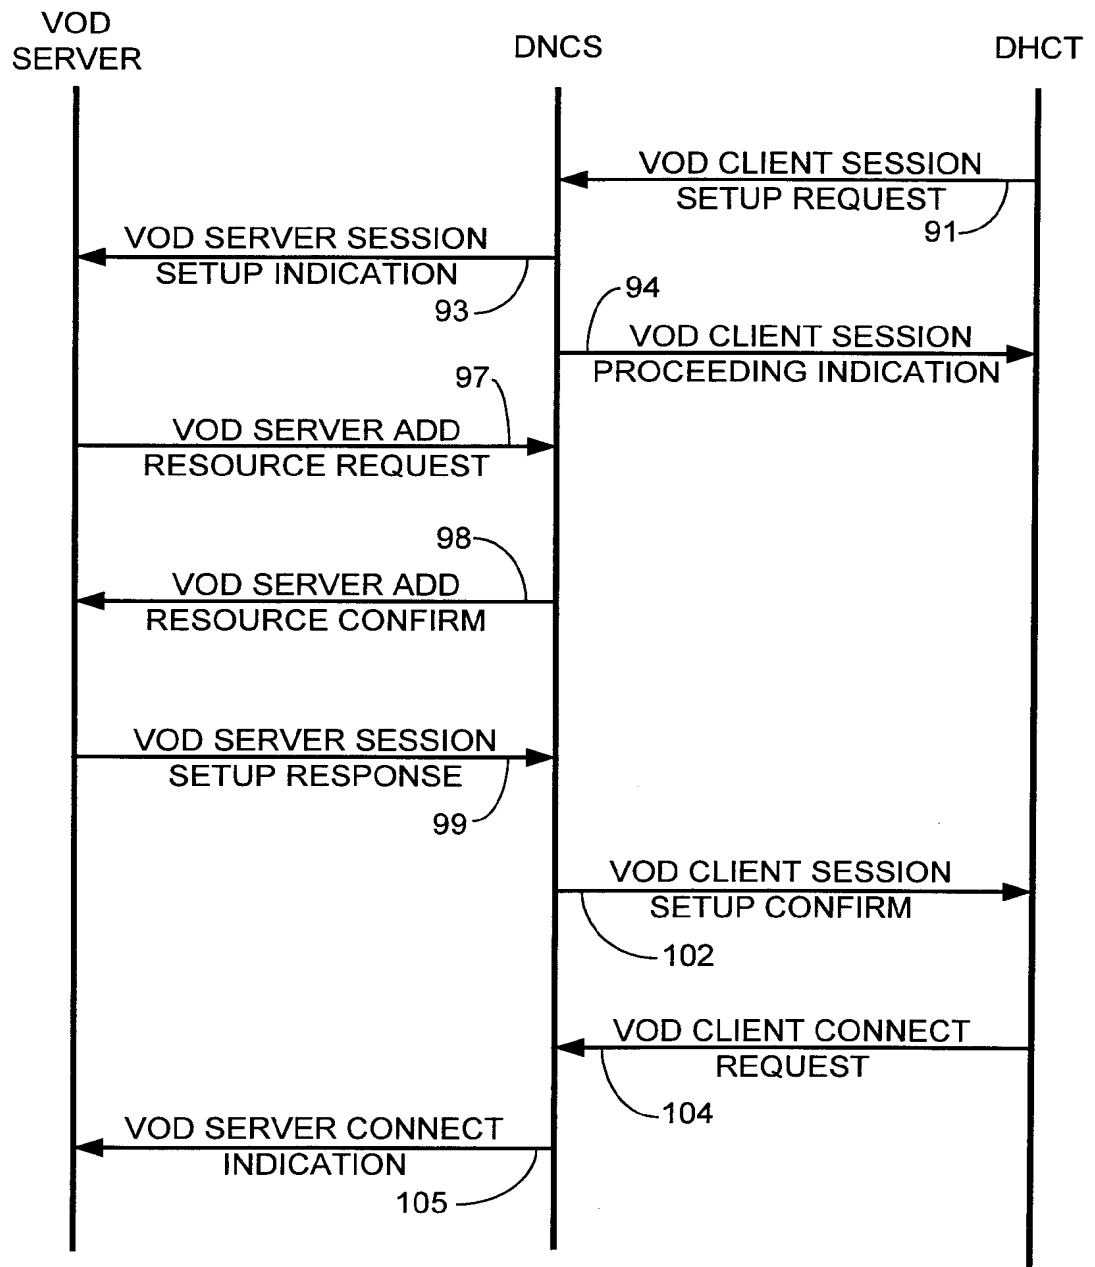 VOD
SERVER
DNCS
DHCT
VOD CLIENT SESSION
SETUP REQUEST
91
VOD SERVER SESSION
SETUP INDICATION
93
94
VOD CLIENT SESSION
PROCEEDING INDICATION
97
VOD SERVER ADD
RESOURCE REQUEST
98
VOD SERVER ADD
RESOURCE CONFIRM
VOD SERVER SESSION
SETUP RESPONSE
99
VOD CLIENT SESSION
SETUP CONFIRM
102
VOD CLIENT CONNECT
REQUEST
104
VOD SERVER CONNECT
INDICATION
105